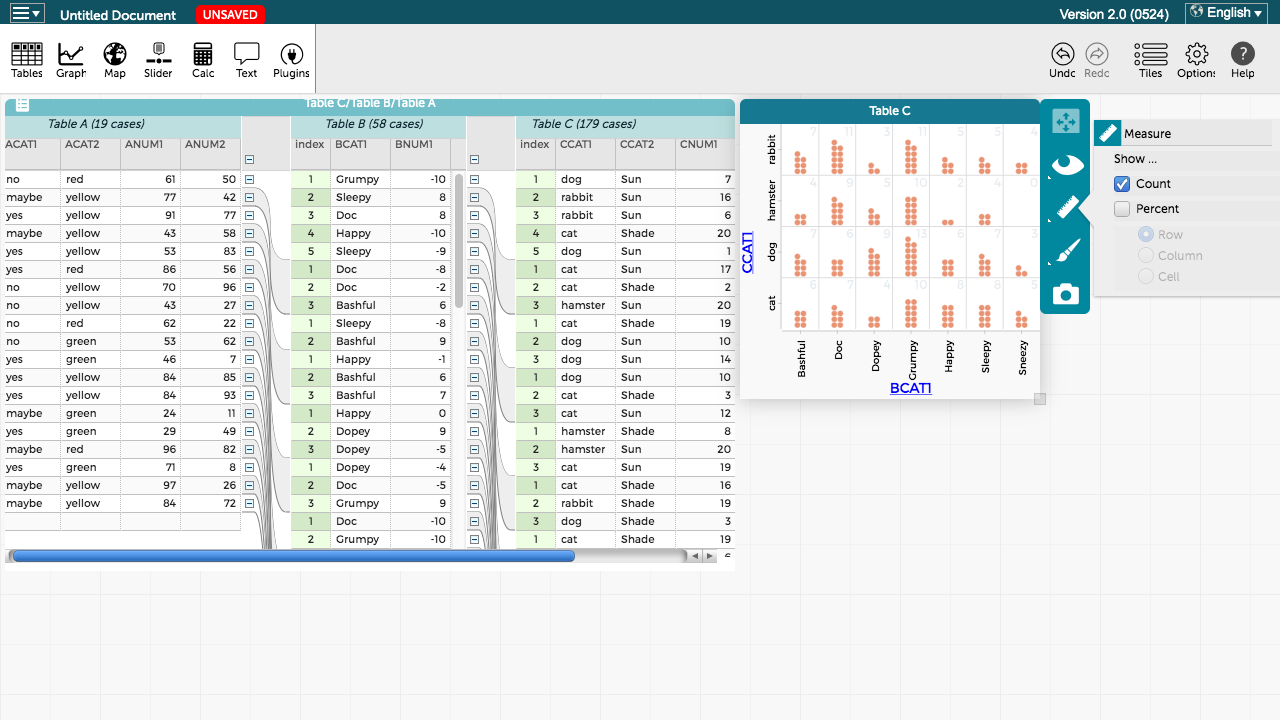 Untitled Document UNSAVED Version 2.0 (0524) English
Tables Graph Map Slider Calc Text Plugins Undo Redo Tiles Options ? Help
Table C/Table B/Table A
Table A (19 cases) Table B (58 cases) Table C (179 cases)
ACAT1 ACAT2 ANUM1 ANUM2 index BCAT1 BNUM1 index CCAT1 CCAT2 CNUM1
no red 61 50 1 Grumpy -10 1 dog Sun 7
maybe yellow 77 42 2 Sleepy 8 2 rabbit Sun 16
yes yellow 91 77 3 Doc 8 3 rabbit Sun 6
maybe yellow 43 58 4 Happy -10 4 cat Shade 20
yes yellow 53 83 5 Sleepy -9 5 dog Sun 1
yes red 86 56 1 Doc -8 1 cat Sun 17
no yellow 70 96 2 Doc -2 2 cat Shade 2
no yellow 43 27 3 Bashful 6 3 hamster Sun 20
no red 62 22 1 Sleepy -8 1 cat Shade 19
no green 53 62 2 Bashful 9 2 dog Sun 10
yes green 46 7 1 Happy -1 3 dog Sun 14
yes yellow 84 85 2 Bashful 6 1 dog Sun 10
yes yellow 84 93 3 Bashful 7 2 cat Shade 3
maybe green 24 11 1 Happy 0 3 cat Sun 12
yes green 29 49 2 Dopey 9 1 hamster Shade 8
maybe red 96 82 3 Dopey -5 2 hamster Sun 20
yes green 71 8 1 Dopey -4 3 cat Sun 19
maybe yellow 97 26 2 Doc -5 1 cat Shade 16
maybe yellow 84 72 3 Grumpy 9 2 rabbit Shade 19
1 Doc -10 3 dog Shade 3
2 Grumpy -10 1 cat Shade 19
Table C
rabbit 7 11 3 11 5 5 4
hamster 4 9 10 2 4 0
dog 7 6 9 13 6 7 3
cat 6 7 4 10 8 8 5
CCAT1
Bashful Doc Dopey Grumpy Happy Sleepy Sneezy
BCAT1
Measure
Show ...
Count
Percent
Row
Column
Cell